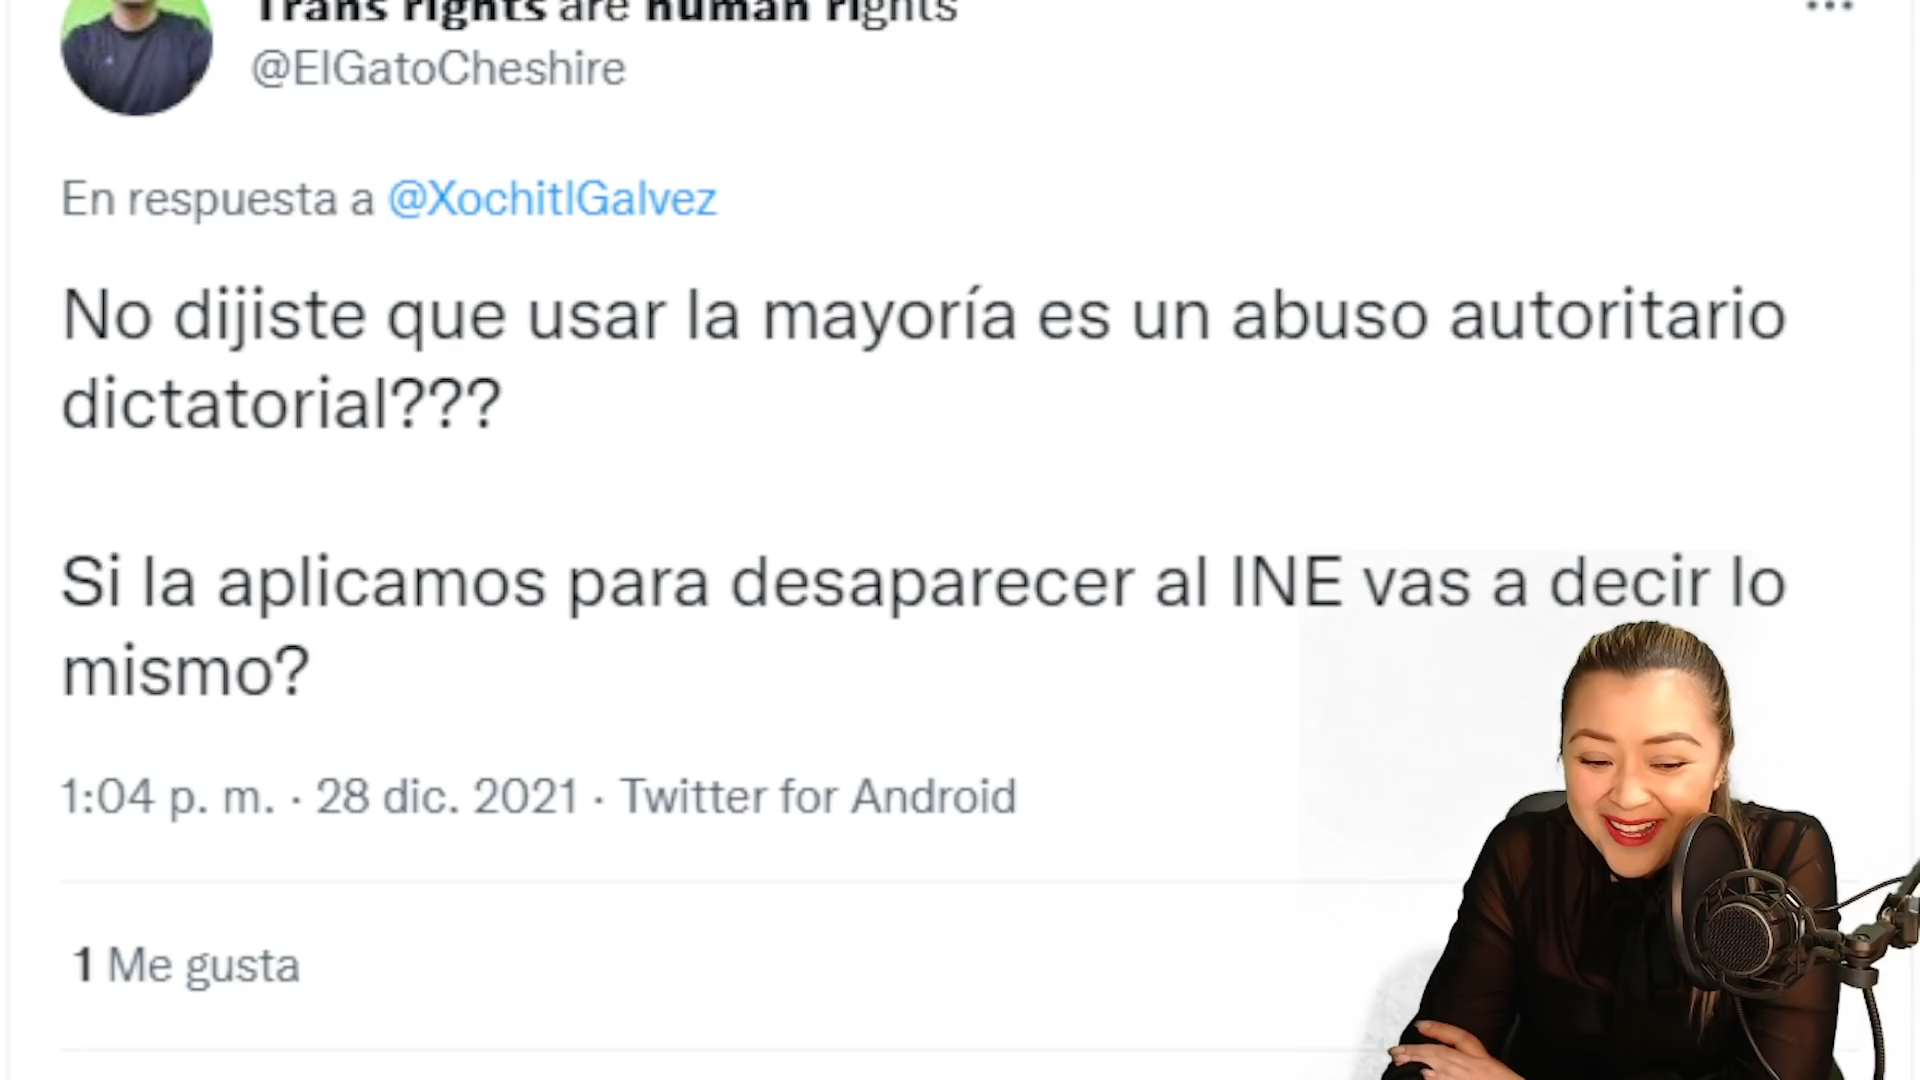 Trans rights are human rights
@ElGatoCheshire
En respuesta a @XochitlGalvez
No dijiste que usar la mayoría es un abuso autoritario
dictatorial???
Si la aplicamos para desaparecer al INE vas a decir lo
mismo?
1:04 p. m. · 28 dic. 2021 · Twitter for Android
1 Me gusta